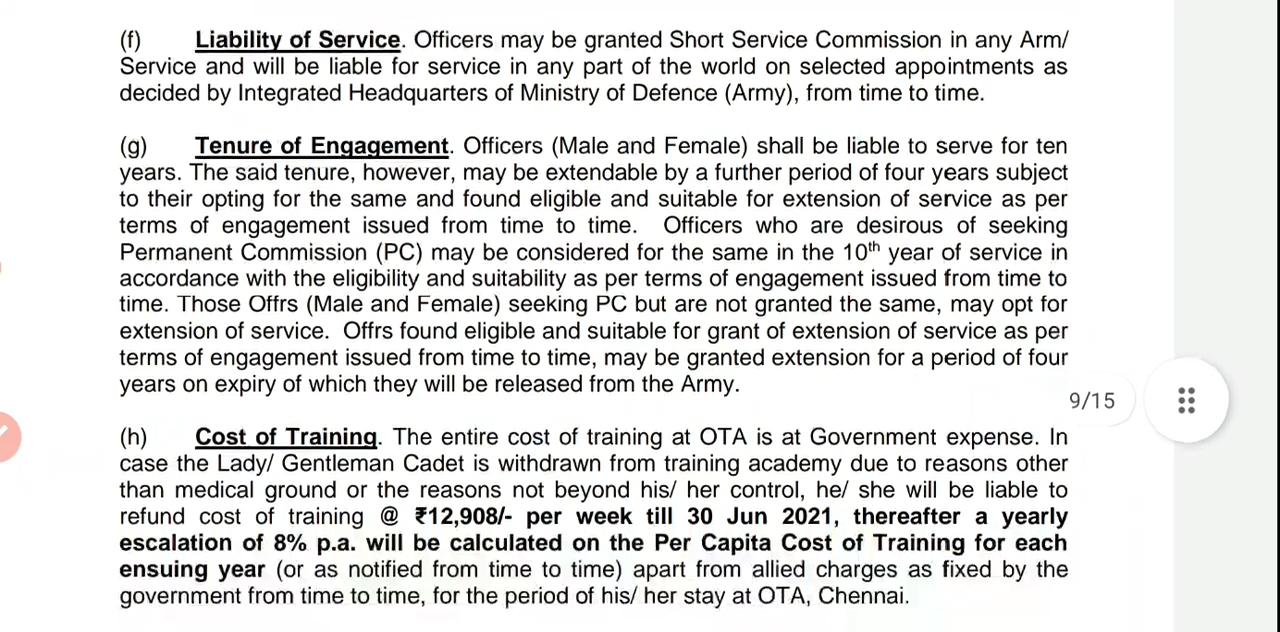 (f) Liability of Service. Officers may be granted Short Service Commission in any Arm/
Service and will be liable for service in any part of the world on selected appointments as
decided by Integrated Headquarters of Ministry of Defence (Army), from time to time.
(g) Tenure of Engagement. Officers (Male and Female) shall be liable to serve for ten
years. The said tenure, however, may be extendable by a further period of four years subject
to their opting for the same and found eligible and suitable for extension of service as per
terms of engagement issued from time to time. Officers who are desirous of seeking
Permanent Commission (PC) may be considered for the same in the 10th year of service in
accordance with the eligibility and suitability as per terms of engagement issued from time to
time. Those Offrs (Male and Female) seeking PC but are not granted the same, may opt for
extension of service. Offrs found eligible and suitable for grant of extension of service as per
terms of engagement issued from time to time, may be granted extension for a period of four
years on expiry of which they will be released from the Army.
9/15
(h) Cost of Training. The entire cost of training at OTA is at Government expense. In
case the Lady/ Gentleman Cadet is withdrawn from training academy due to reasons other
than medical ground or the reasons not beyond his/ her control, he/ she will be liable to
refund cost of training @ ₹12,908/- per week till 30 Jun 2021, thereafter a yearly
escalation of 8% p.a. will be calculated on the Per Capita Cost of Training for each
ensuing year (or as notified from time to time) apart from allied charges as fixed by the
government from time to time, for the period of his/ her stay at OTA, Chennai.